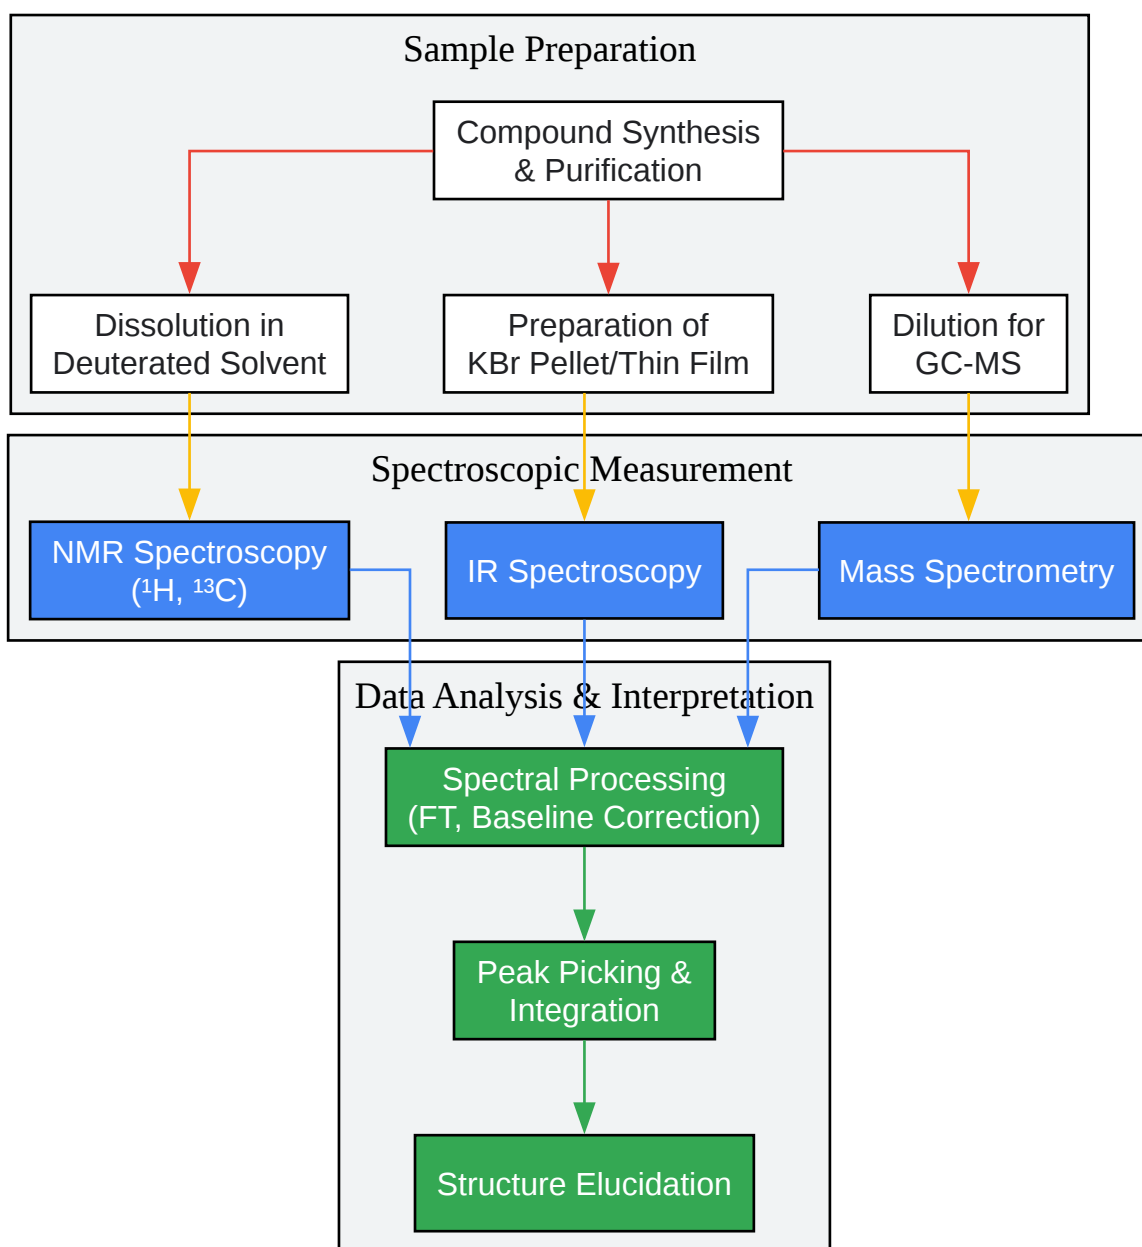 Sample Preparation
Compound Synthesis
& Purification
Dissolution in
Deuterated Solvent
Preparation of
KBr Pellet/Thin Film
Dilution for
GC-MS
Spectroscopic Measurement
NMR Spectroscopy
(¹H, ¹³C)
IR Spectroscopy
Mass Spectrometry
Data Analysis & Interpretation
Spectral Processing
(FT, Baseline Correction)
Peak Picking &
Integration
Structure Elucidation